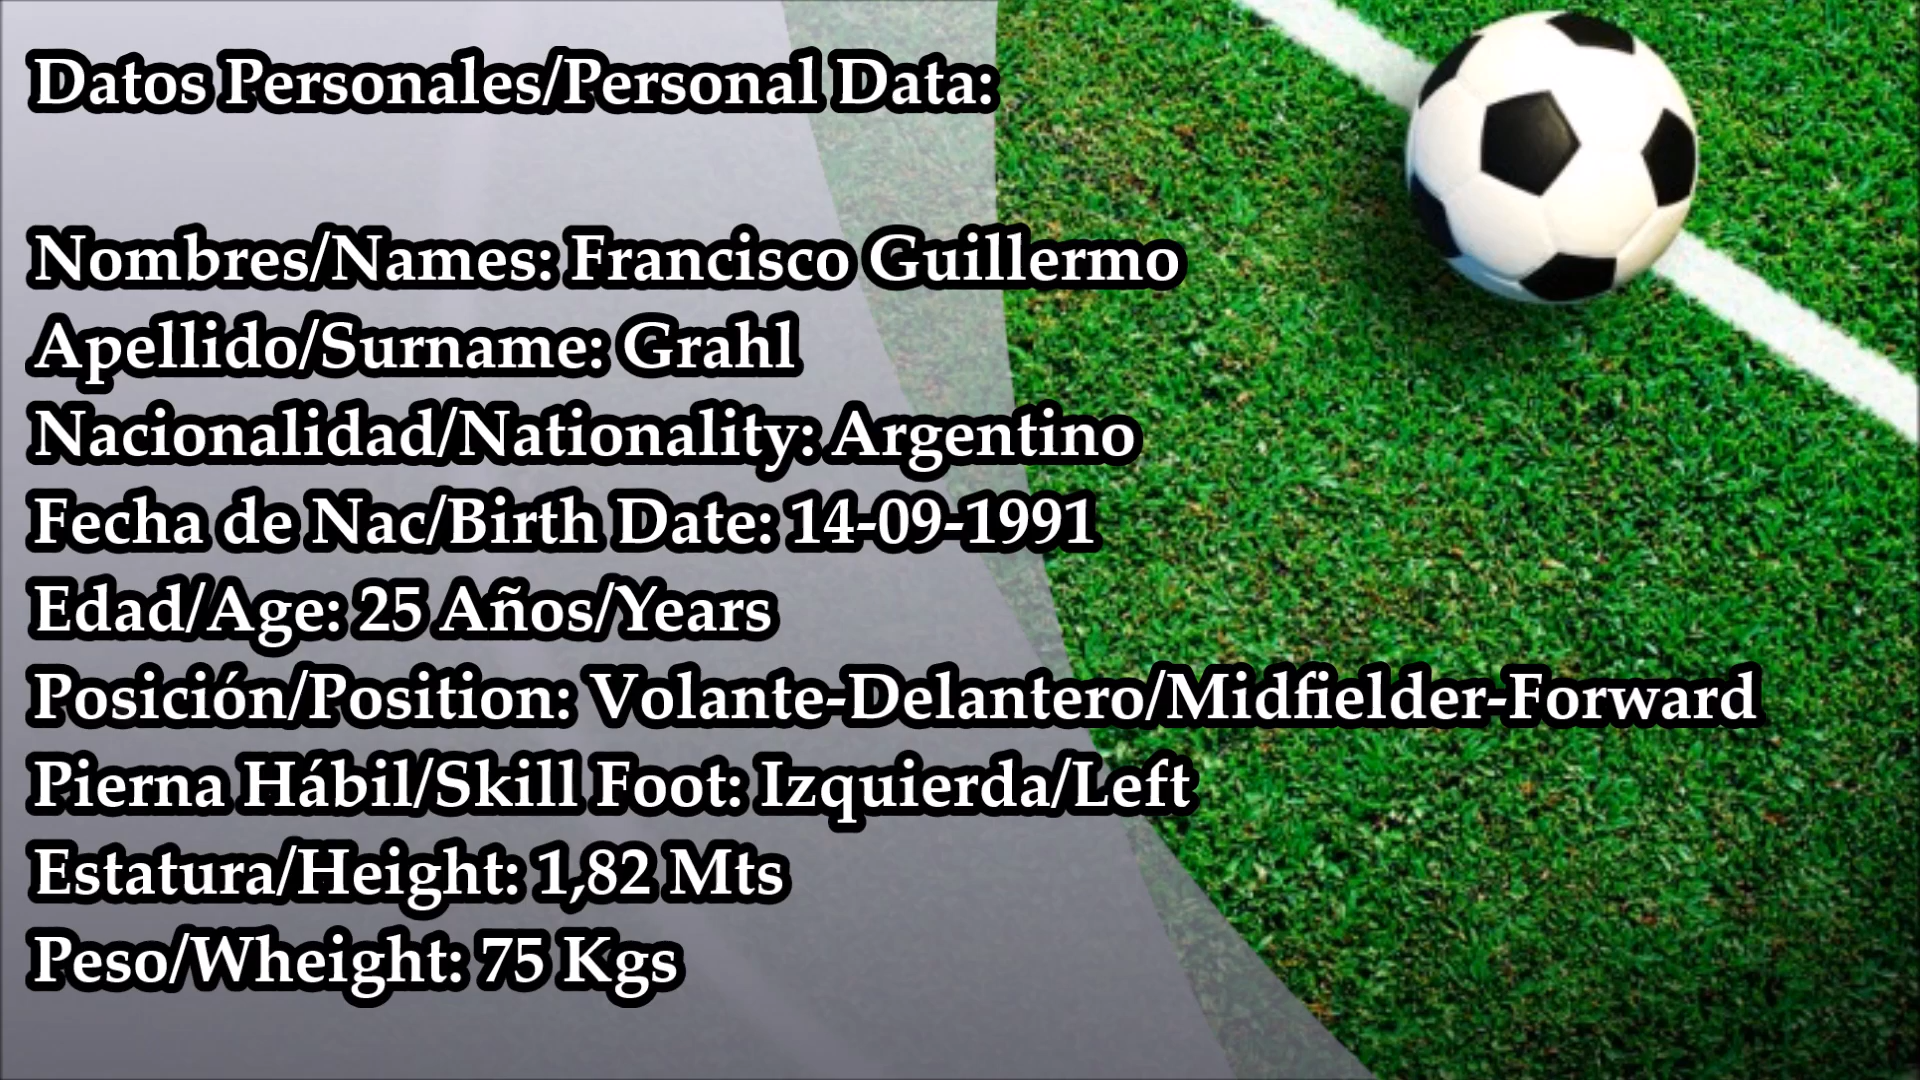 Datos Personales/Personal Data:
Nombres/Names: Francisco Guillermo
Apellido/Surname: Grahl
Nacionalidad/Nationality: Argentino
Fecha de Nac/Birth Date: 14-09-1991
Edad/Age: 25 Años/Years
Posición/Position: Volante-Delantero/Midfielder-Forward
Pierna Hábil/Skill Foot: Izquierda/Left
Estatura/Height: 1,82 Mts
Peso/Wheight: 75 Kgs